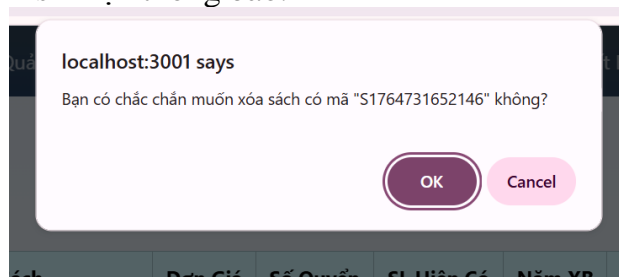 localhost:3001 says
Bạn có chắc chắn muốn xóa sách có mã "S1764731652146" không?
OK Cancel
Đơn Giá Số Quyển SL Hiện Có Năm XB